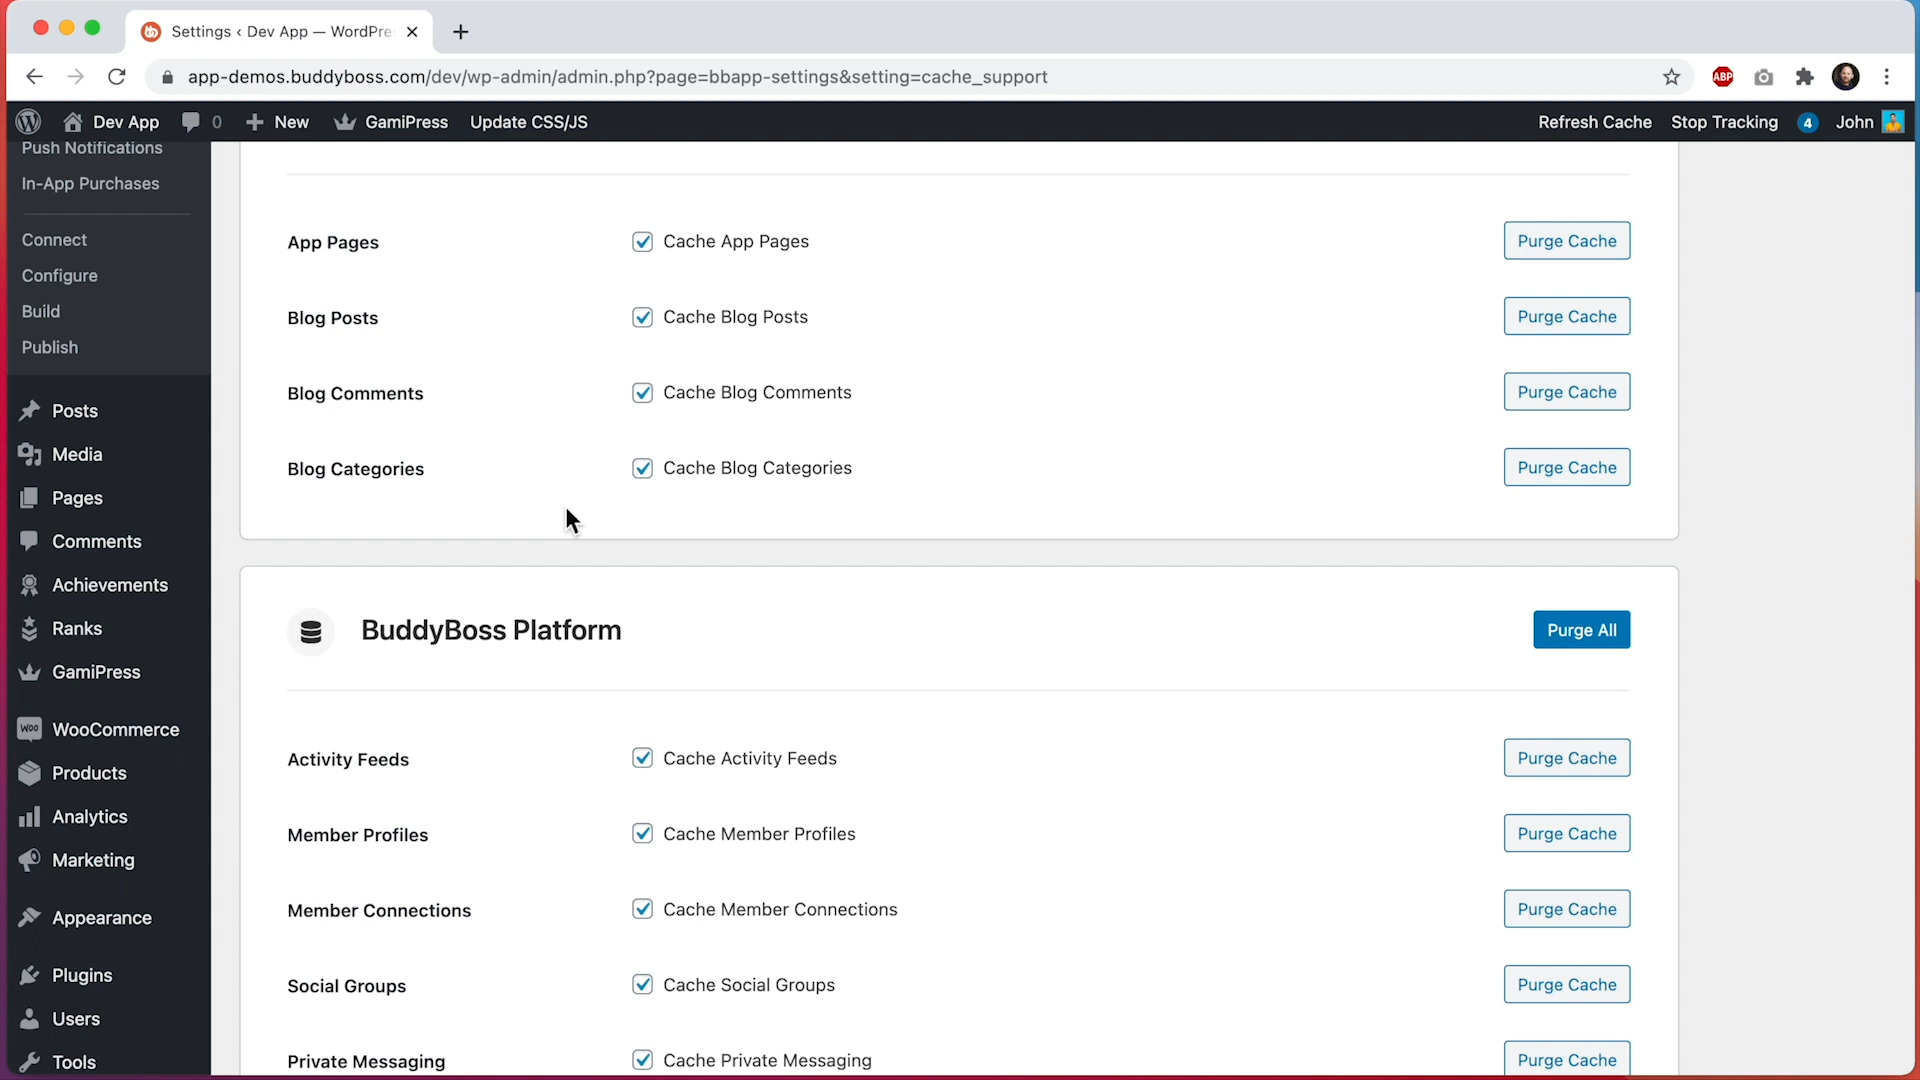 Settings ‹ Dev App — WordPre
app-demos.buddyboss.com/dev/wp-admin/admin.php?page=bbapp-settings&setting=cache_support
ABP
Dev App
0
New
GamiPress
Update CSS/JS
Refresh Cache
Stop Tracking
4
John
Push Notifications
In-App Purchases
Connect
Configure
Build
Publish
Posts
Media
Pages
Comments
Achievements
Ranks
GamiPress
Woo
WooCommerce
Products
Analytics
Marketing
Appearance
Plugins
Users
Tools
App Pages
Cache App Pages
Purge Cache
Blog Posts
Cache Blog Posts
Purge Cache
Blog Comments
Cache Blog Comments
Purge Cache
Blog Categories
Cache Blog Categories
Purge Cache
BuddyBoss Platform
Purge All
Activity Feeds
Cache Activity Feeds
Purge Cache
Member Profiles
Cache Member Profiles
Purge Cache
Member Connections
Cache Member Connections
Purge Cache
Social Groups
Cache Social Groups
Purge Cache
Private Messaging
Cache Private Messaging
Purge Cache